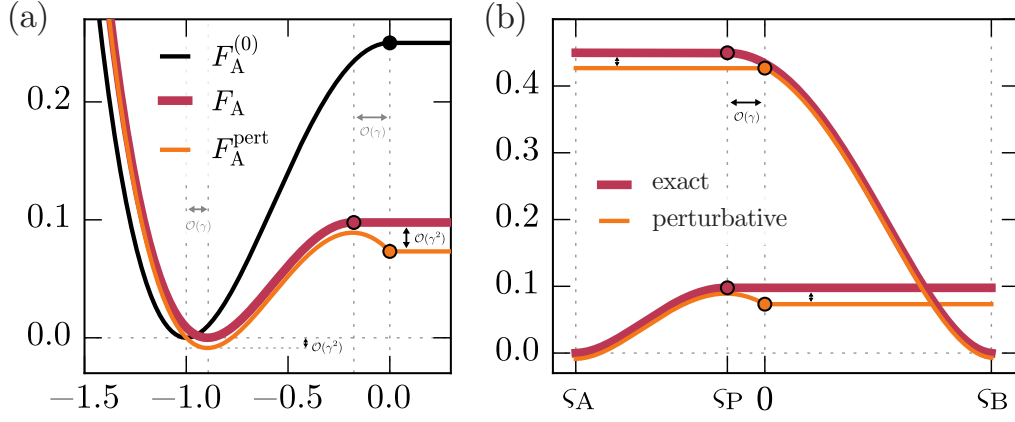 (a)
F_A^{(0)}
F_A
F_A^{pert}
0.2
0.1
0.0
𝒪(γ)
𝒪(γ)
𝒪(γ²)
𝒪(γ²)
−1.5 −1.0 −0.5 0.0
(b)
0.4
0.3
0.2
0.1
0.0
𝒪(γ)
exact
perturbative
ς_A ς_P 0 ς_B